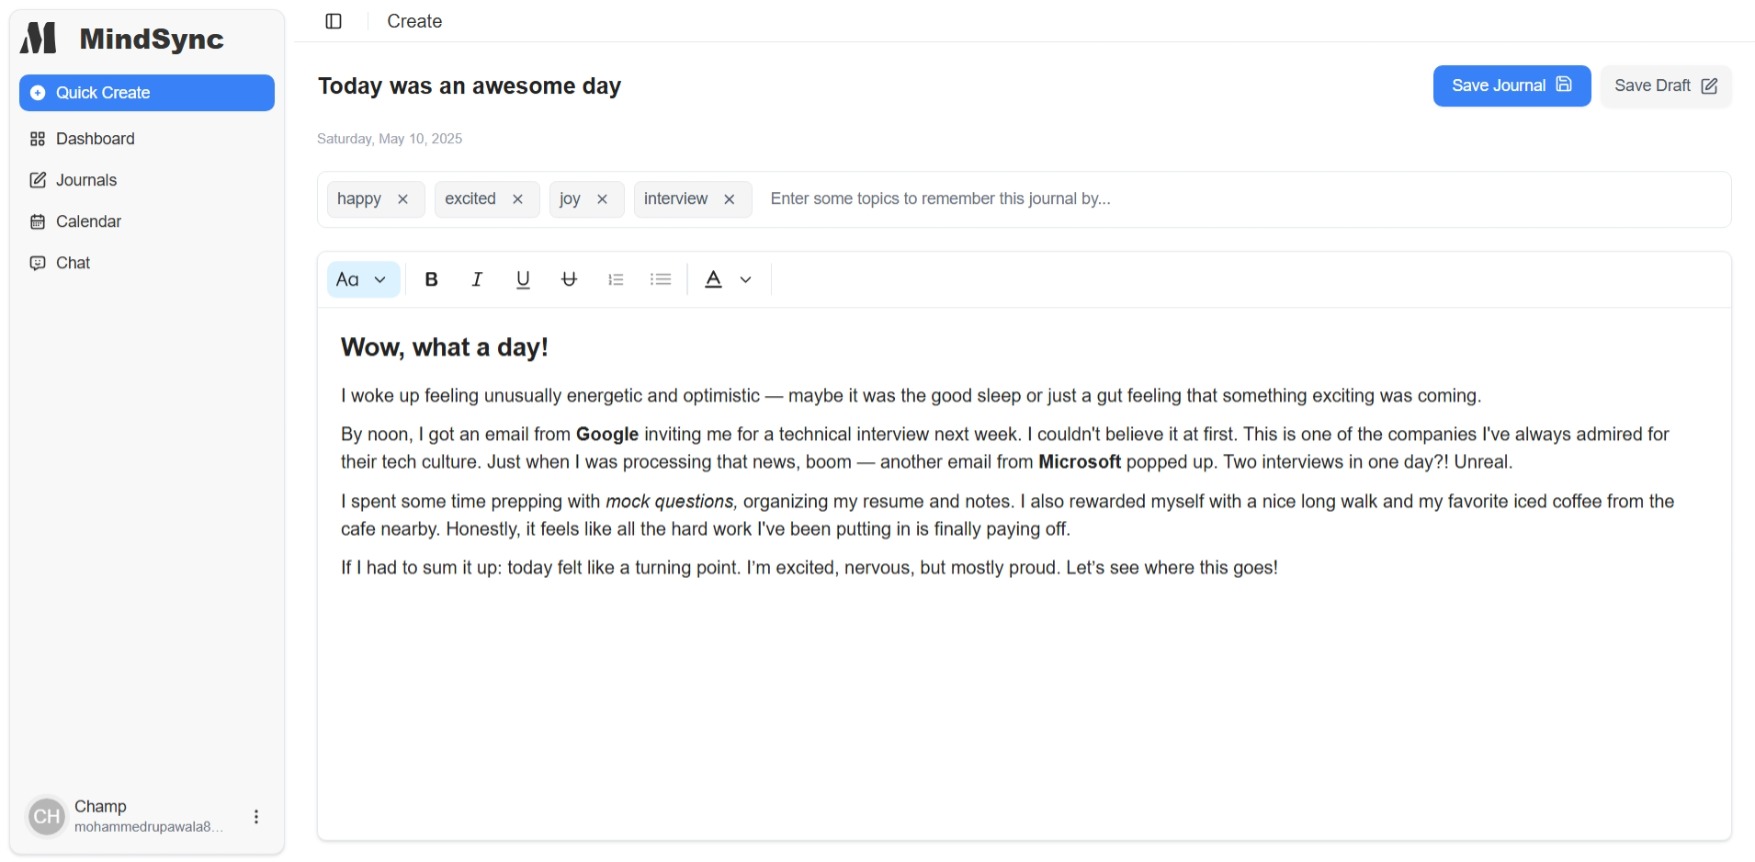 MindSync
Quick Create
Dashboard
Journals
Calendar
Chat
Champ
mohammedrupawala8...
CH
Create
Today was an awesome day
Save Journal
Save Draft
Saturday, May 10, 2025
happy
excited
joy
interview
Enter some topics to remember this journal by...
Aa
B
I
U
A
Wow, what a day!
I woke up feeling unusually energetic and optimistic — maybe it was the good sleep or just a gut feeling that something exciting was coming.
By noon, I got an email from Google inviting me for a technical interview next week. I couldn't believe it at first. This is one of the companies I've always admired for
their tech culture. Just when I was processing that news, boom — another email from Microsoft popped up. Two interviews in one day?! Unreal.
I spent some time prepping with mock questions, organizing my resume and notes. I also rewarded myself with a nice long walk and my favorite iced coffee from the
cafe nearby. Honestly, it feels like all the hard work I've been putting in is finally paying off.
If I had to sum it up: today felt like a turning point. I’m excited, nervous, but mostly proud. Let’s see where this goes!